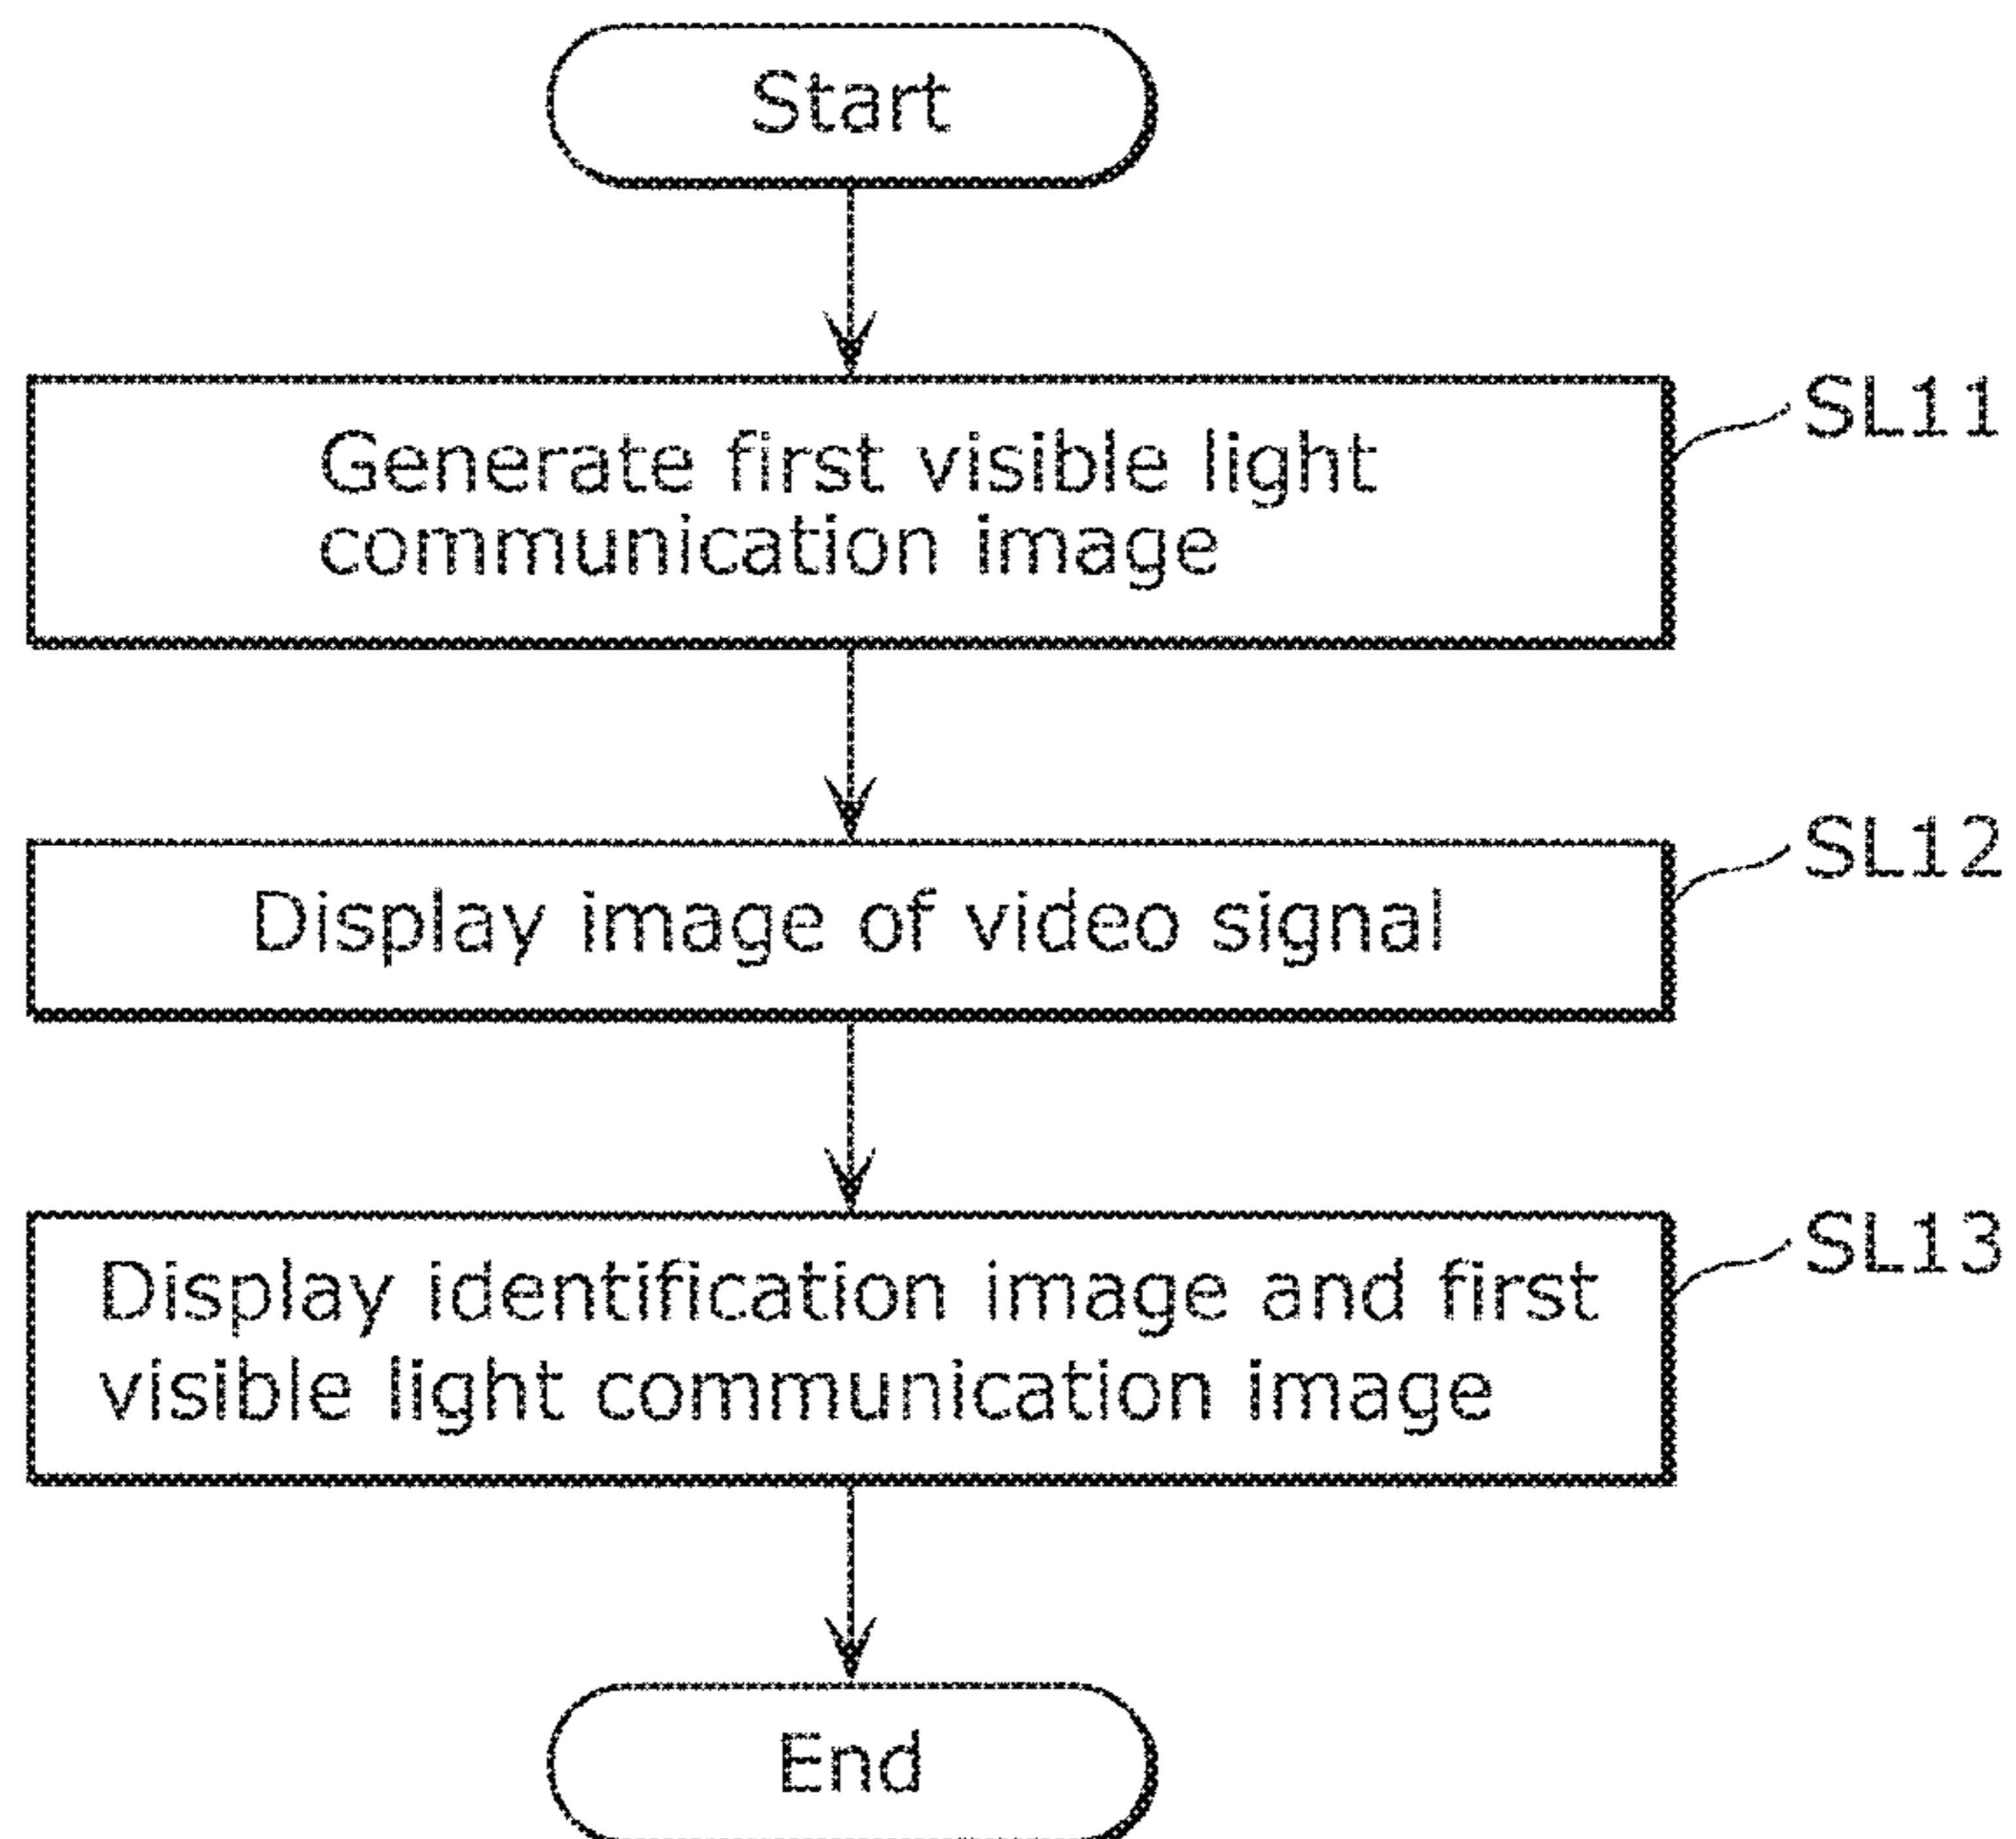 Start
SL11
Generate first visible light
communication image
SL12
Display image of video signal
SL13
Display identification image and first
visible light communication image
End